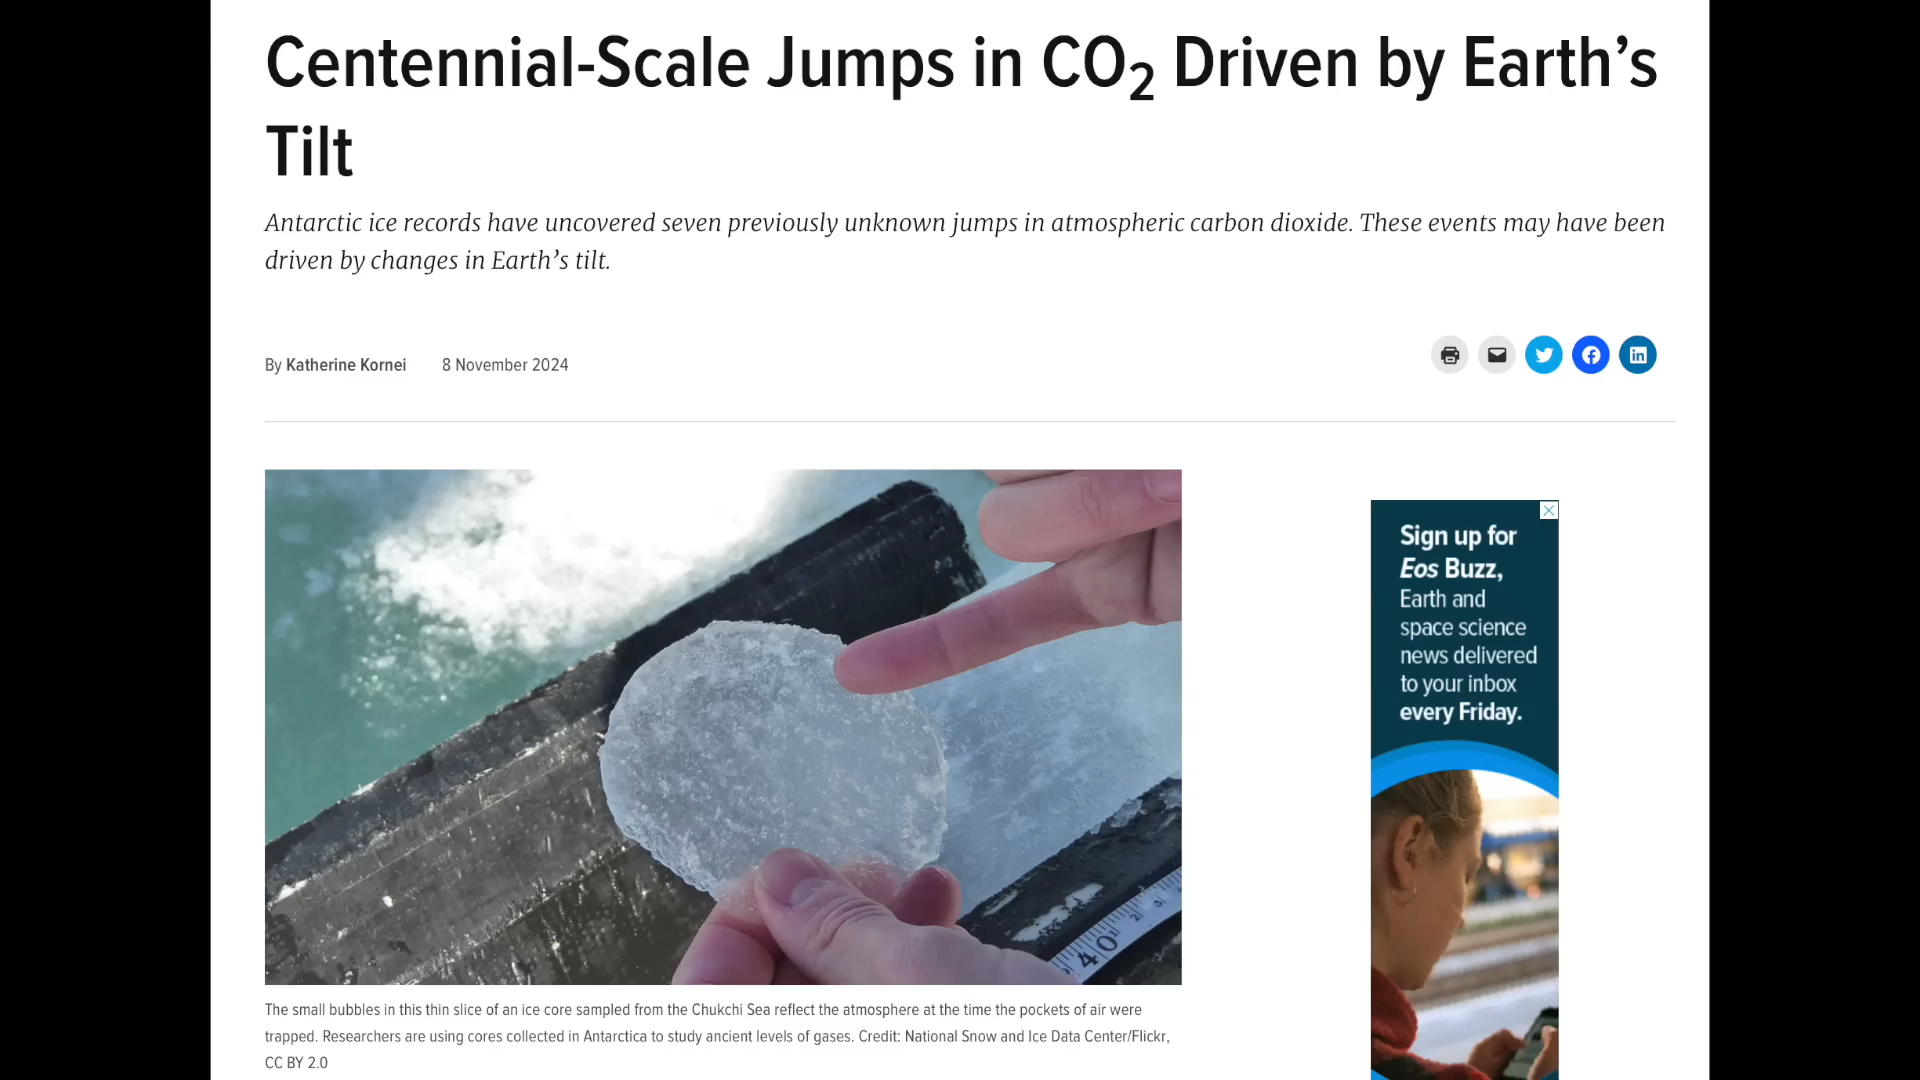 Centennial-Scale Jumps in CO₂ Driven by Earth’s
Tilt
Antarctic ice records have uncovered seven previously unknown jumps in atmospheric carbon dioxide. These events may have been
driven by changes in Earth’s tilt.
By Katherine Kornei 8 November 2024
Sign up for
Eos Buzz,
Earth and
space science
news delivered
to your inbox
every Friday.
40
The small bubbles in this thin slice of an ice core sampled from the Chukchi Sea reflect the atmosphere at the time the pockets of air were
trapped. Researchers are using cores collected in Antarctica to study ancient levels of gases. Credit: National Snow and Ice Data Center/Flickr,
CC BY 2.0